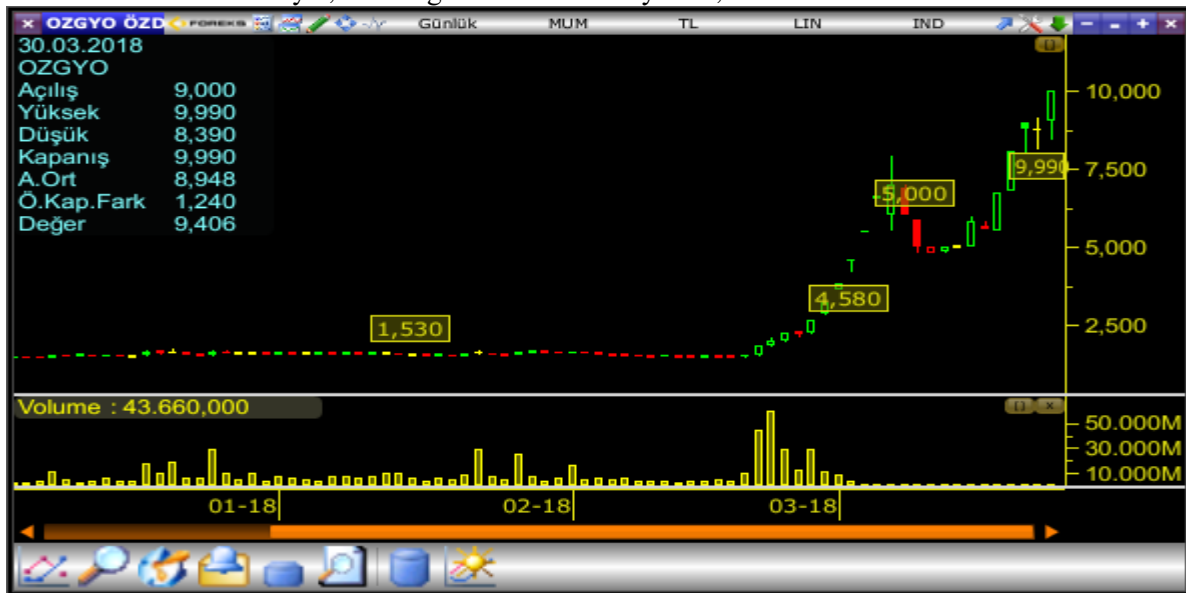 OZGYO ÖZD FOREKS Günlük MUM TL LIN IND
30.03.2018
OZGYO
Açılış 9,000
Yüksek 9,990
Düşük 8,390
Kapanış 9,990
A.Ort 8,948
Ö.Kap.Fark 1,240
Değer 9,406
10,000
9,990
7,500
5,000
5,000
4,580
1,530
2,500
Volume : 43.660,000
50.000M
30.000M
10.000M
01-18 02-18 03-18